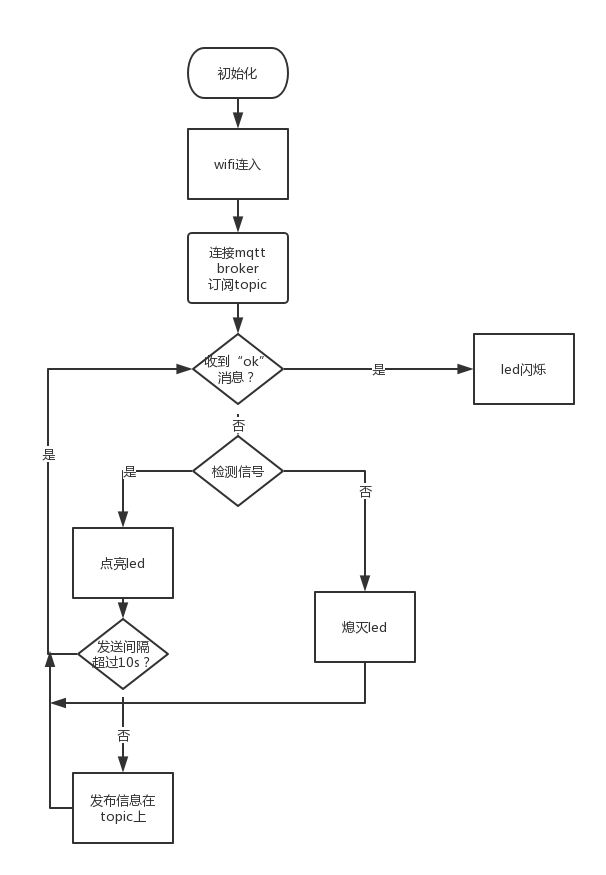 初始化
wifi连入
连接mqtt
broker
订阅topic
收到“ok”
消息？
是
led闪烁
否
是
检测信号
是
否
点亮led
熄灭led
发送间隔
超过10s？
否
发布信息在
topic上